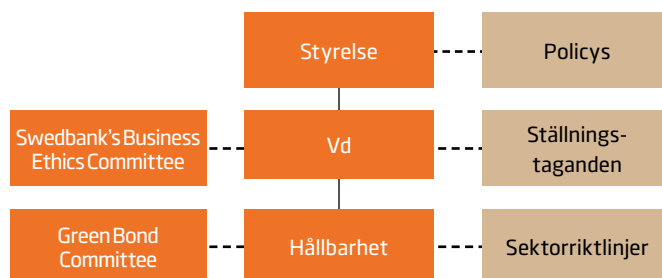 Styrelse
Policys
Swedbank's Business
Ethics Committee
Vd
Ställnings-
taganden
Green Bond
Committee
Hållbarhet
Sektorriktlinjer